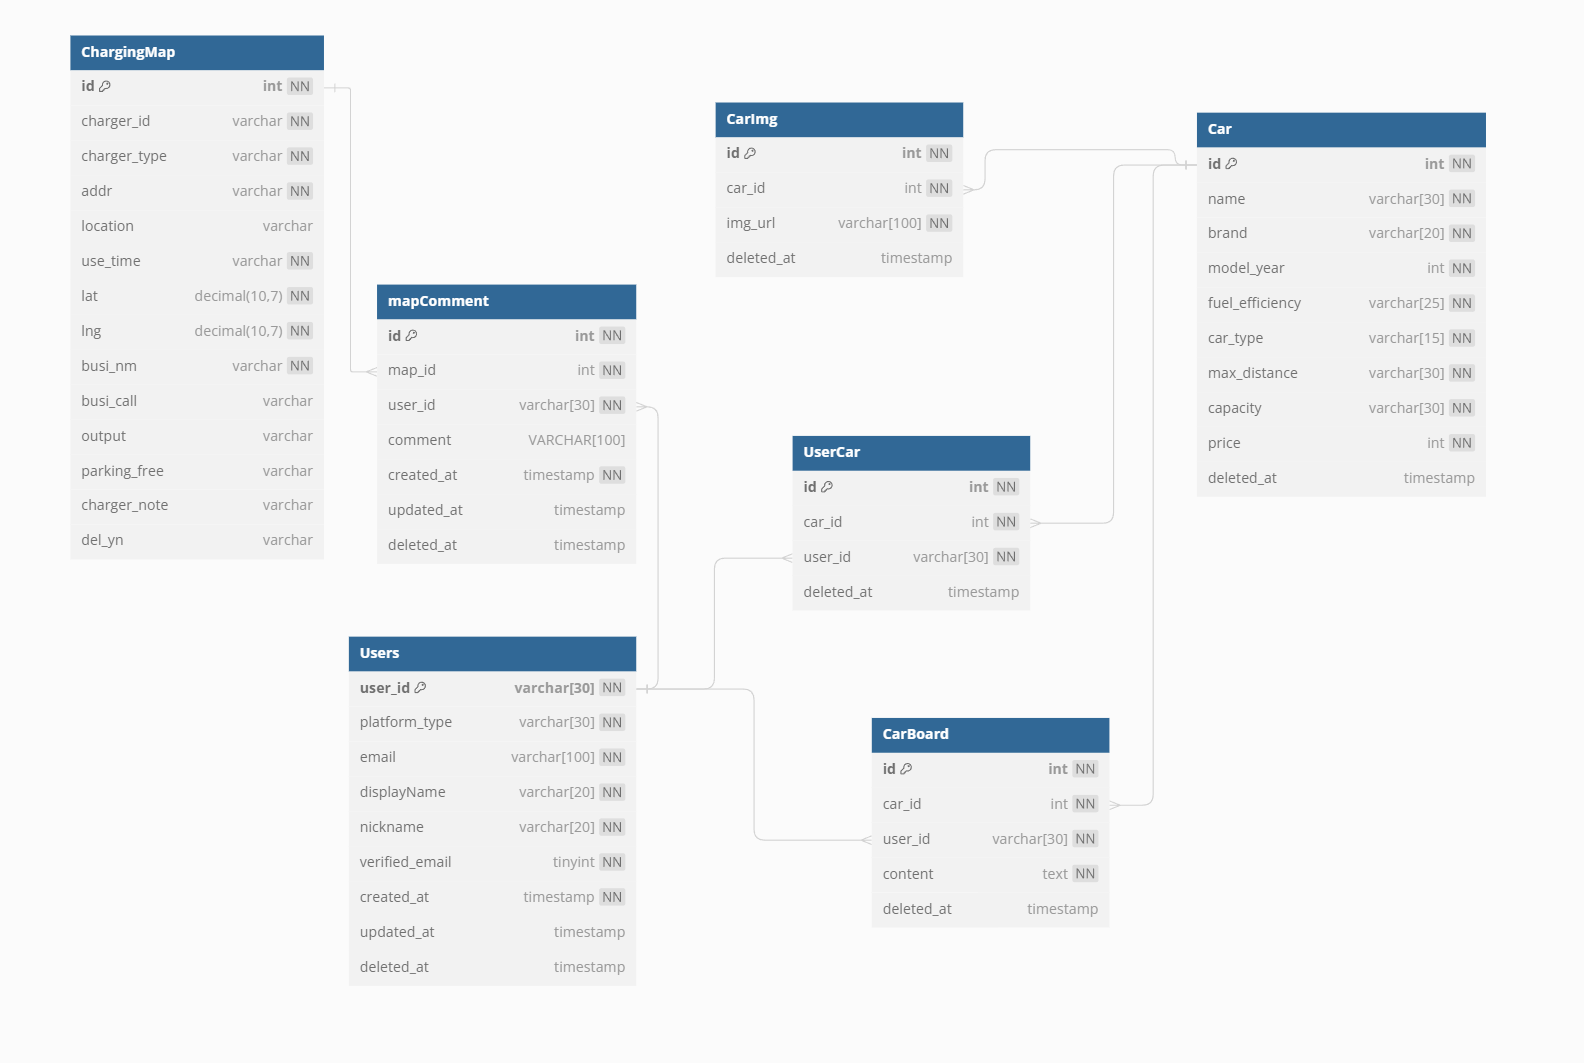 ChargingMap
id int NN
charger_id varchar NN
charger_type varchar NN
addr varchar NN
location varchar
use_time varchar NN
lat decimal(10,7) NN
lng decimal(10,7) NN
busi_nm varchar NN
busi_call varchar
output varchar
parking_free varchar
charger_note varchar
del_yn varchar
mapComment
id int NN
map_id int NN
user_id varchar[30] NN
comment VARCHAR[100]
created_at timestamp NN
updated_at timestamp
deleted_at timestamp
Users
user_id varchar[30] NN
platform_type varchar[30] NN
email varchar[100] NN
displayName varchar[20] NN
nickname varchar[20] NN
verified_email tinyint NN
created_at timestamp NN
updated_at timestamp
deleted_at timestamp
CarImg
id int NN
car_id int NN
img_url varchar[100] NN
deleted_at timestamp
UserCar
id int NN
car_id int NN
user_id varchar[30] NN
deleted_at timestamp
CarBoard
id int NN
car_id int NN
user_id varchar[30] NN
content text NN
deleted_at timestamp
Car
id int NN
name varchar[30] NN
brand varchar[20] NN
model_year int NN
fuel_efficiency varchar[25] NN
car_type varchar[15] NN
max_distance varchar[30] NN
capacity varchar[30] NN
price int NN
deleted_at timestamp